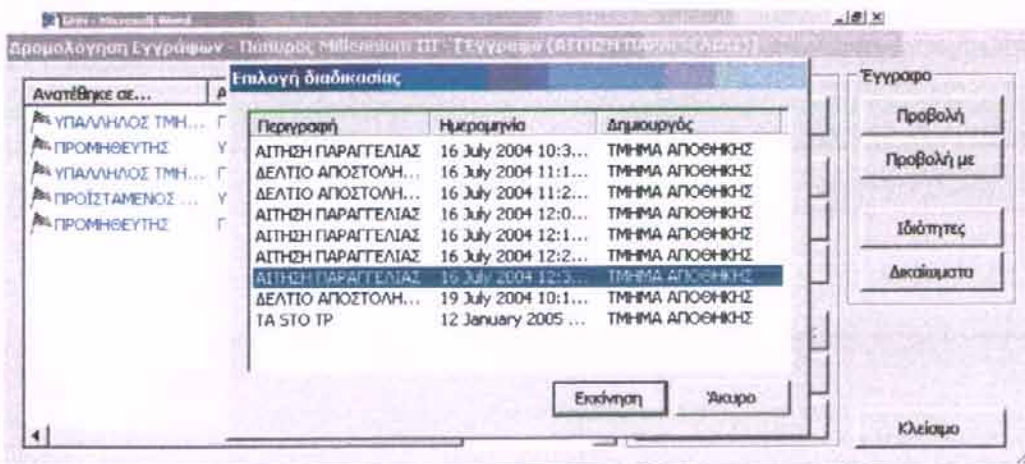 Microsoft Word
Δρομολόγηση Εγγράφων - Πάπυρος Millennium III - [Έγγραφο (ΑΙΤΗΣΗ ΠΑΡΑΓΓΕΛΙΑΣ)]
Ανατέθηκε σε...
ΥΠΑΛΛΗΛΟΣ ΤΜΗ...
ΠΡΟΜΗΘΕΥΤΗΣ
ΥΠΑΛΛΗΛΟΣ ΤΜΗ...
ΠΡΟΪΣΤΑΜΕΝΟΣ ...
ΠΡΟΜΗΘΕΥΤΗΣ
Επιλογή διαδικασίας
Περιγραφή Ημερομηνία Δημιουργός
ΑΙΤΗΣΗ ΠΑΡΑΓΓΕΛΙΑΣ 16 July 2004 10:3... ΤΜΗΜΑ ΑΠΟΘΗΚΗΣ
ΔΕΛΤΙΟ ΑΠΟΣΤΟΛΗ... 16 July 2004 11:1... ΤΜΗΜΑ ΑΠΟΘΗΚΗΣ
ΔΕΛΤΙΟ ΑΠΟΣΤΟΛΗ... 16 July 2004 11:2... ΤΜΗΜΑ ΑΠΟΘΗΚΗΣ
ΑΙΤΗΣΗ ΠΑΡΑΓΓΕΛΙΑΣ 16 July 2004 12:0... ΤΜΗΜΑ ΑΠΟΘΗΚΗΣ
ΑΙΤΗΣΗ ΠΑΡΑΓΓΕΛΙΑΣ 16 July 2004 12:1... ΤΜΗΜΑ ΑΠΟΘΗΚΗΣ
ΑΙΤΗΣΗ ΠΑΡΑΓΓΕΛΙΑΣ 16 July 2004 12:2... ΤΜΗΜΑ ΑΠΟΘΗΚΗΣ
ΑΙΤΗΣΗ ΠΑΡΑΓΓΕΛΙΑΣ 16 July 2004 12:3... ΤΜΗΜΑ ΑΠΟΘΗΚΗΣ
ΔΕΛΤΙΟ ΑΠΟΣΤΟΛΗ... 19 July 2004 10:1... ΤΜΗΜΑ ΑΠΟΘΗΚΗΣ
TA STO TP 12 January 2005 ... ΤΜΗΜΑ ΑΠΟΘΗΚΗΣ
Εκκίνηση Άκυρο
Έγγραφο
Προβολή
Προβολή με
Ιδιότητες
Δικαίωματα
Κλείσιμο